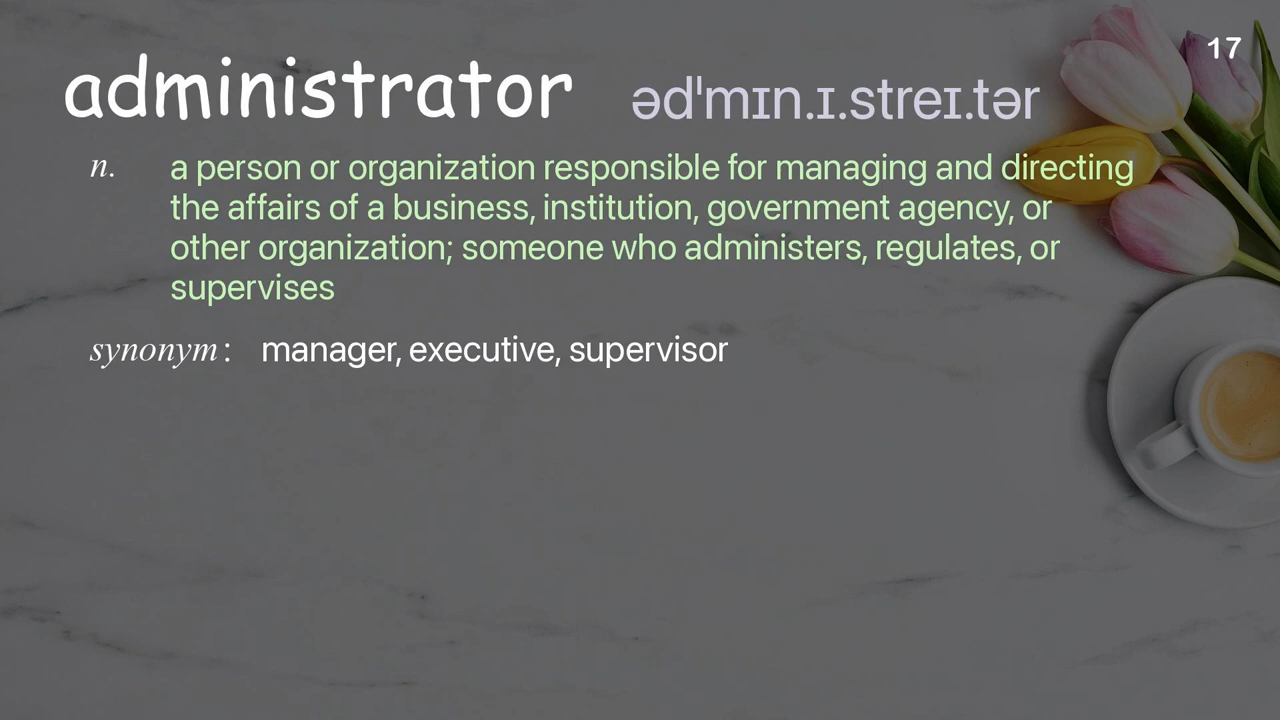 17
administrator əd'mɪn.ɪ.streɪ.tər
n. a person or organization responsible for managing and directing
the affairs of a business, institution, government agency, or
other organization; someone who administers, regulates, or
supervises
synonym: manager, executive, supervisor